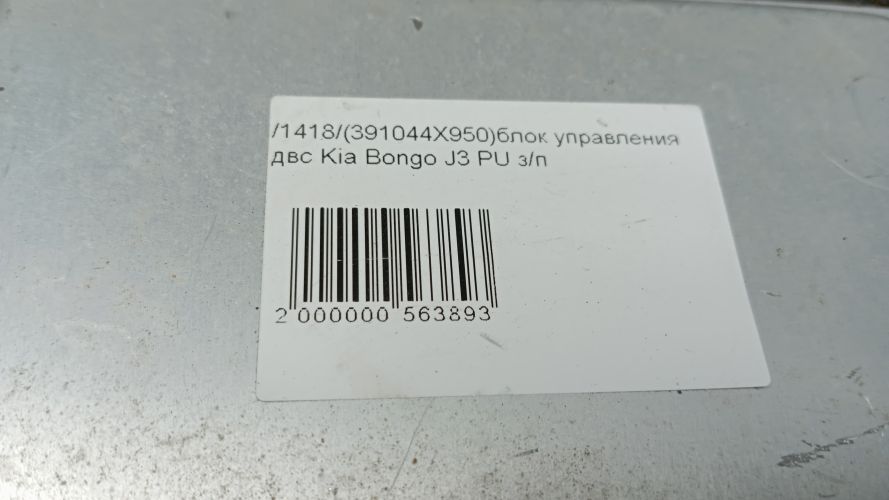 /1418/(391044X950)блок управления
двс Kia Bongo J3 PU з/п
2 000000 563893